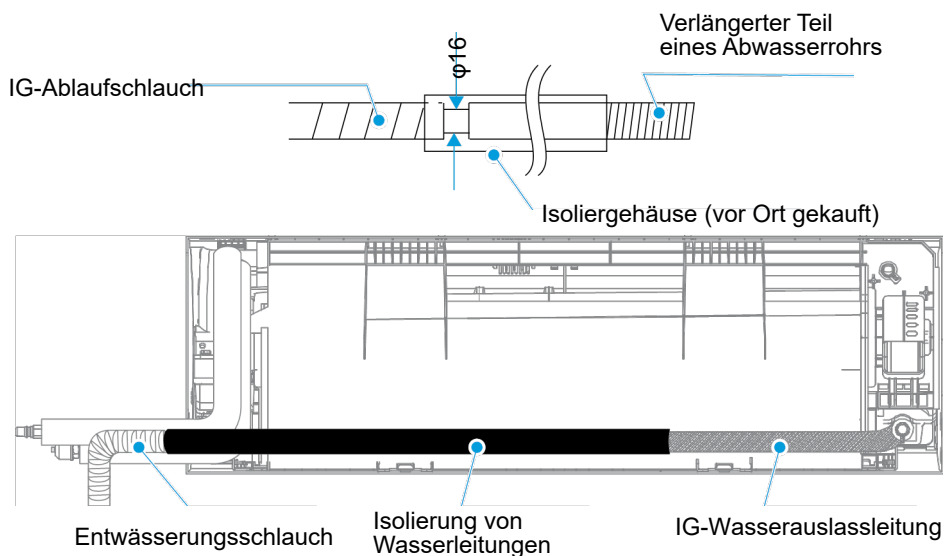 Verlängerter Teil
eines Abwasserrohrs
φ16
IG-Ablaufschlauch
Isoliergehäuse (vor Ort gekauft)
Entwässerungsschlauch
Isolierung von
Wasserleitungen
IG-Wasserauslassleitung